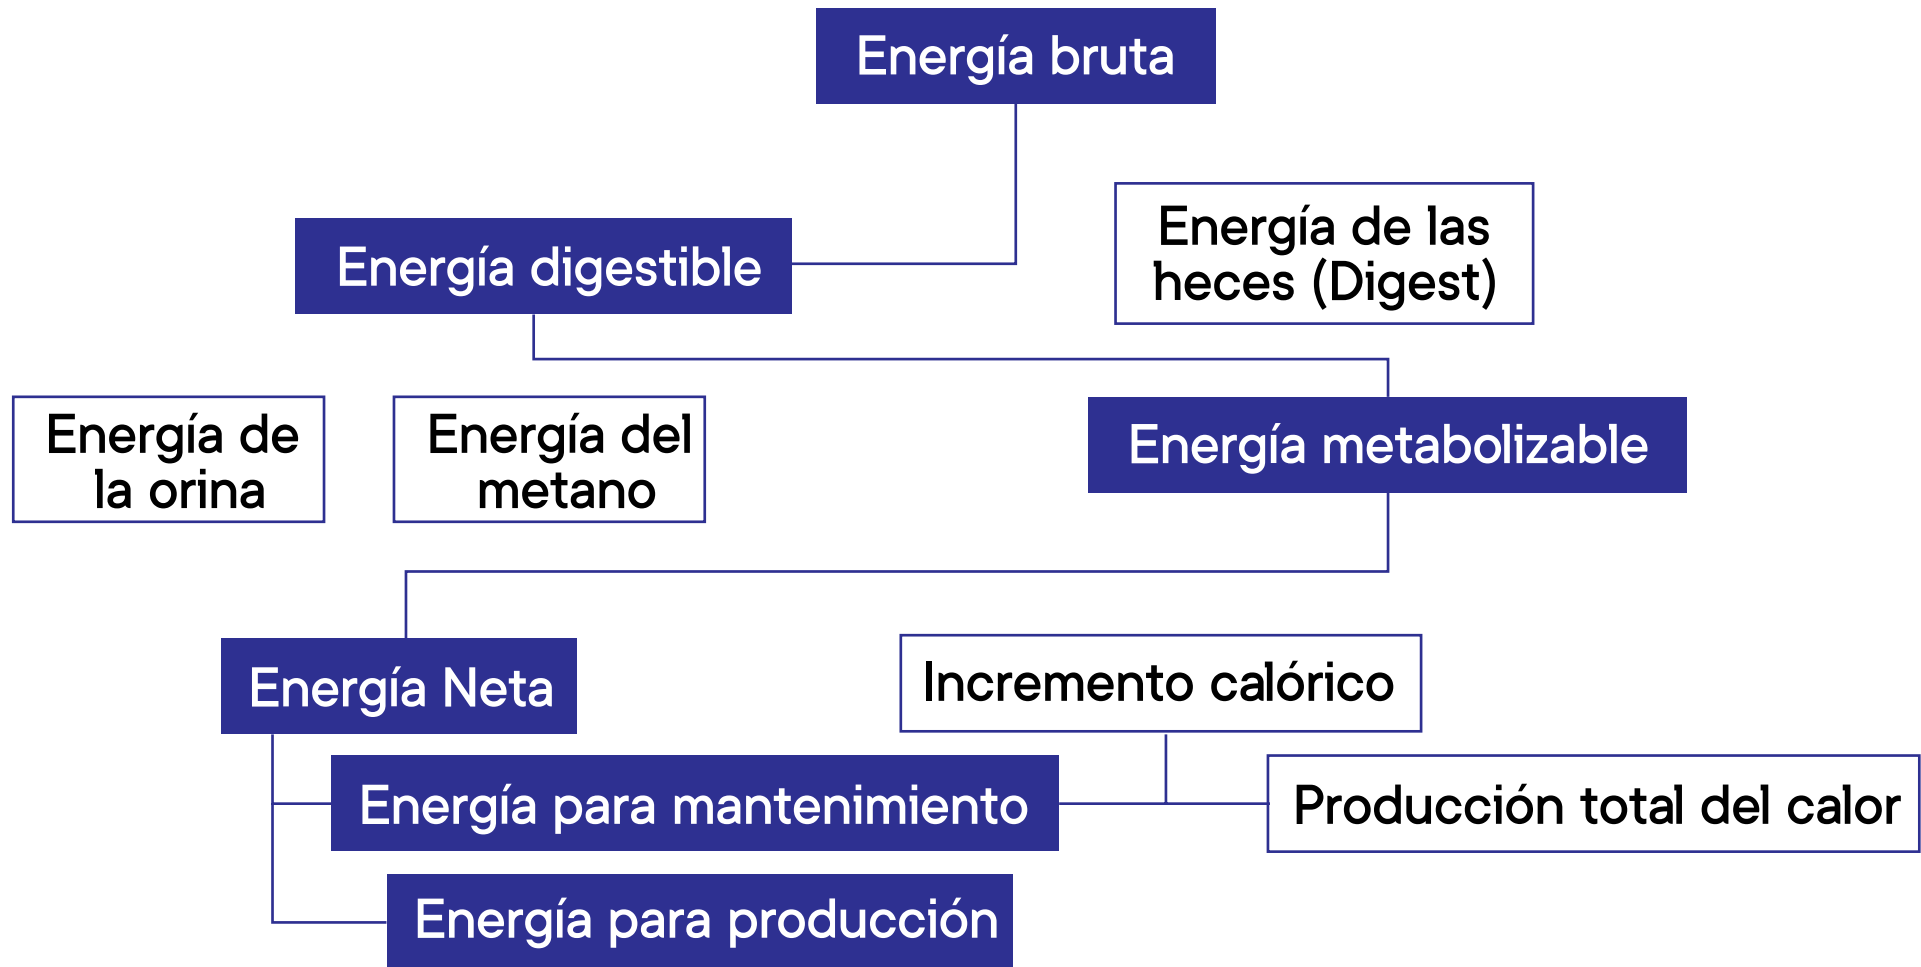 Energía bruta
Energía de las
heces (Digest)
Energía digestible
Energía de
la orina
Energía del
metano
Energía metabolizable
Energía Neta
Incremento calórico
Energía para mantenimiento
Producción total del calor
Energía para producción